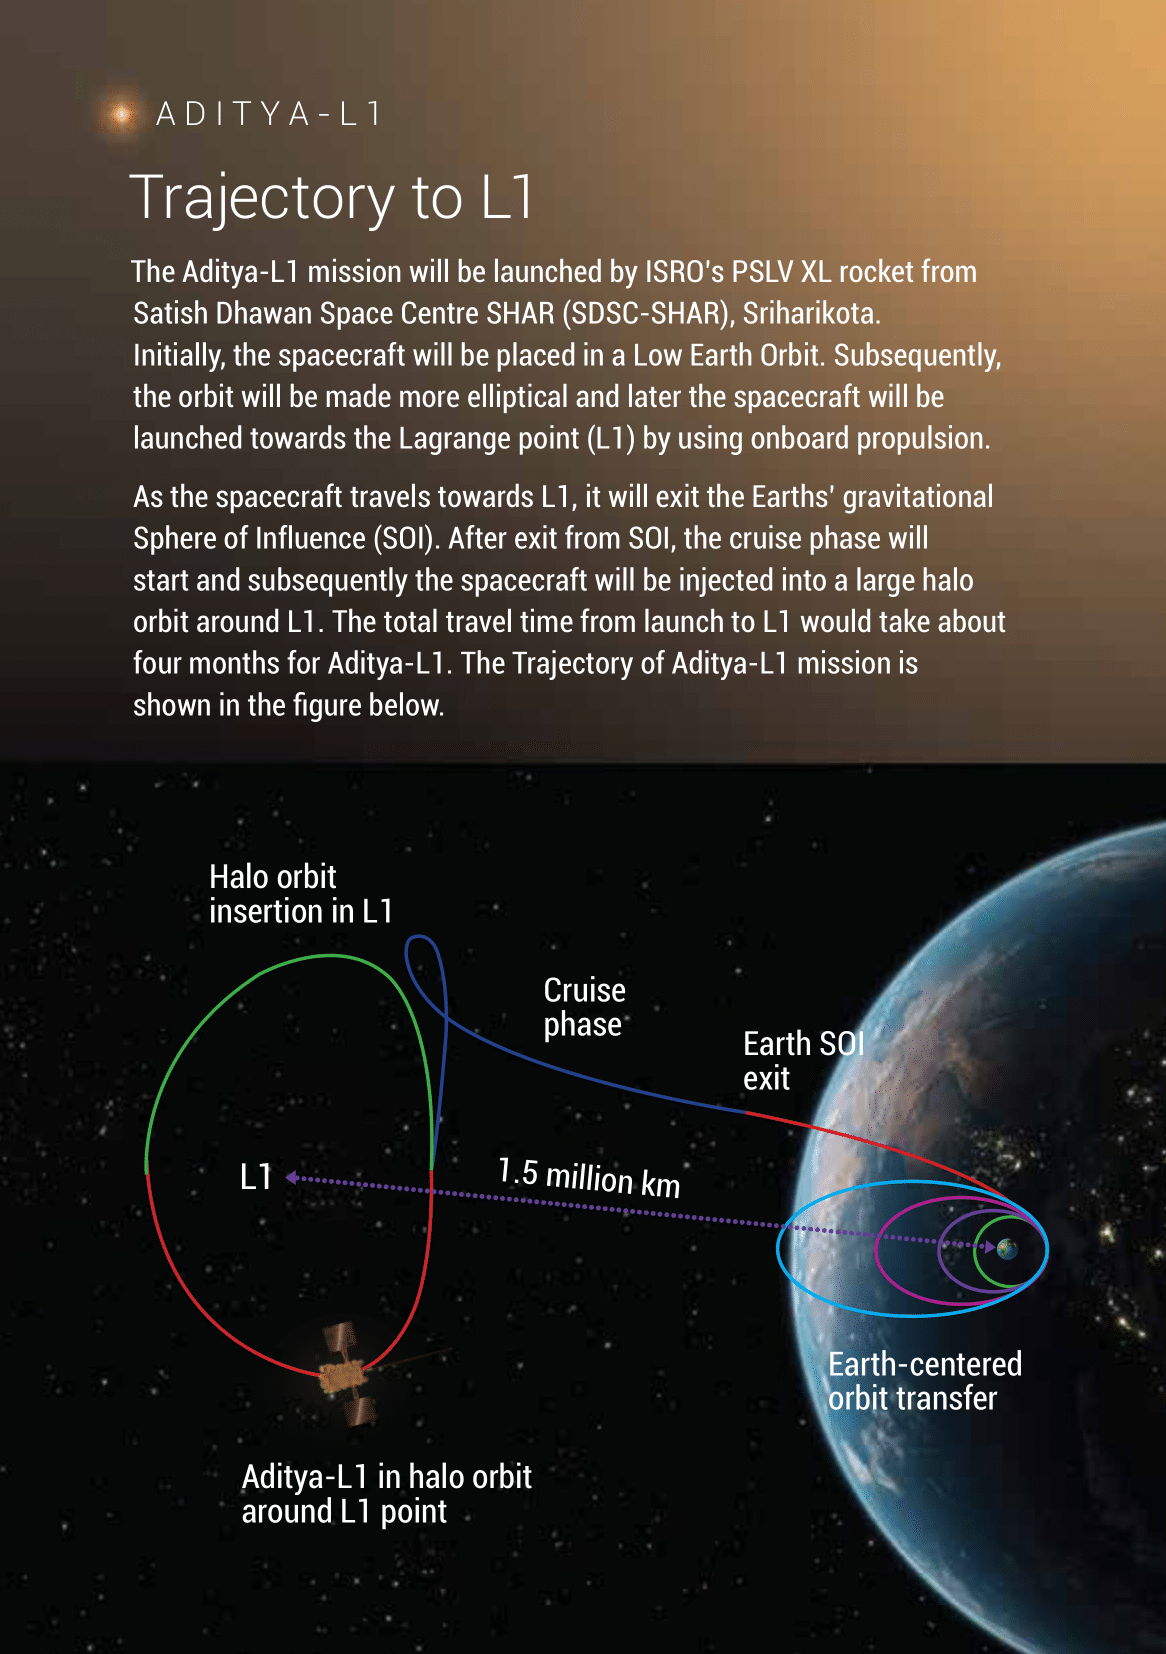 ADITYA-L1
Trajectory to L1
The Aditya-L1 mission will be launched by ISRO's PSLV XL rocket from
Satish Dhawan Space Centre SHAR (SDSC-SHAR), Sriharikota.
Initially, the spacecraft will be placed in a Low Earth Orbit. Subsequently,
the orbit will be made more elliptical and later the spacecraft will be
launched towards the Lagrange point (L1) by using onboard propulsion.
As the spacecraft travels towards L1, it will exit the Earths' gravitational
Sphere of Influence (SOI). After exit from SOI, the cruise phase will
start and subsequently the spacecraft will be injected into a large halo
orbit around L1. The total travel time from launch to L1 would take about
four months for Aditya-L1. The Trajectory of Aditya-L1 mission is
shown in the figure below.
Halo orbit
insertion in L1
Cruise
phase
Earth SOI
exit
L1
1.5 million km
Earth-centered
orbit transfer
Aditya-L1 in halo orbit
around L1 point